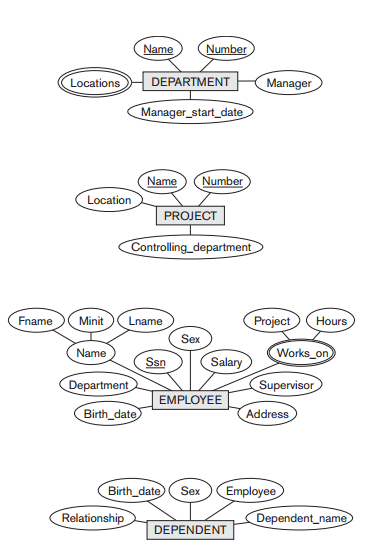 Name Number
Locations DEPARTMENT Manager
Manager_start_date
Name Number
Location
PROJECT
Controlling_department
Fname Minit Lname Project Hours
Sex
Name Ssn Salary Works_on
Department Supervisor
EMPLOYEE
Birth_date Address
Birth_date Sex Employee
Relationship Dependent_name
DEPENDENT